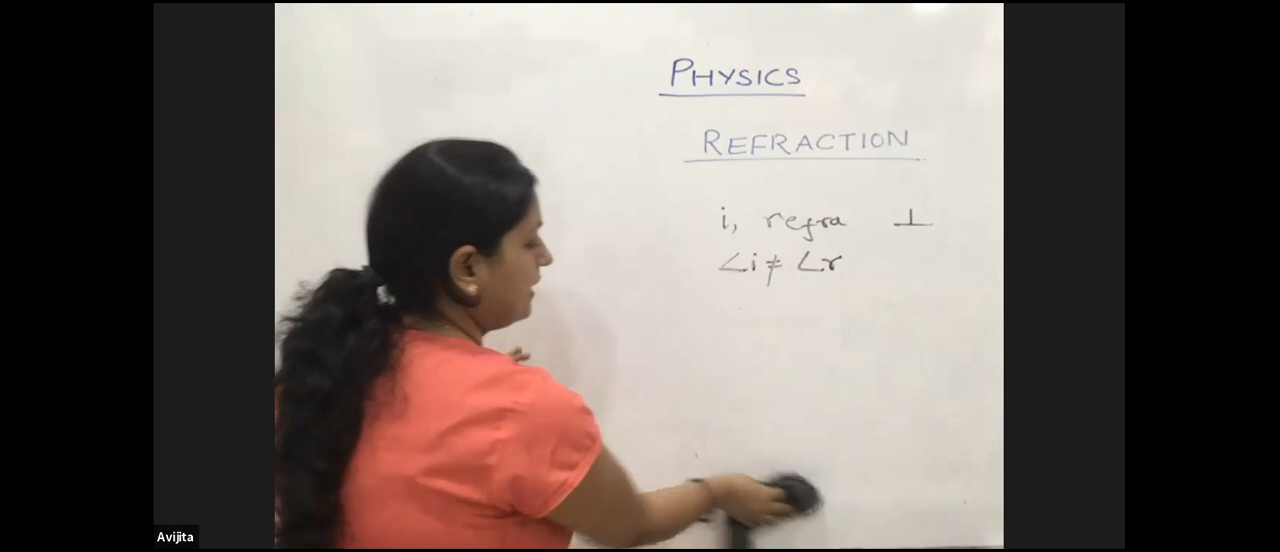 PHYSICS
REFRACTION
i, refra ⊥
∠i ≠ ∠r
Avijita